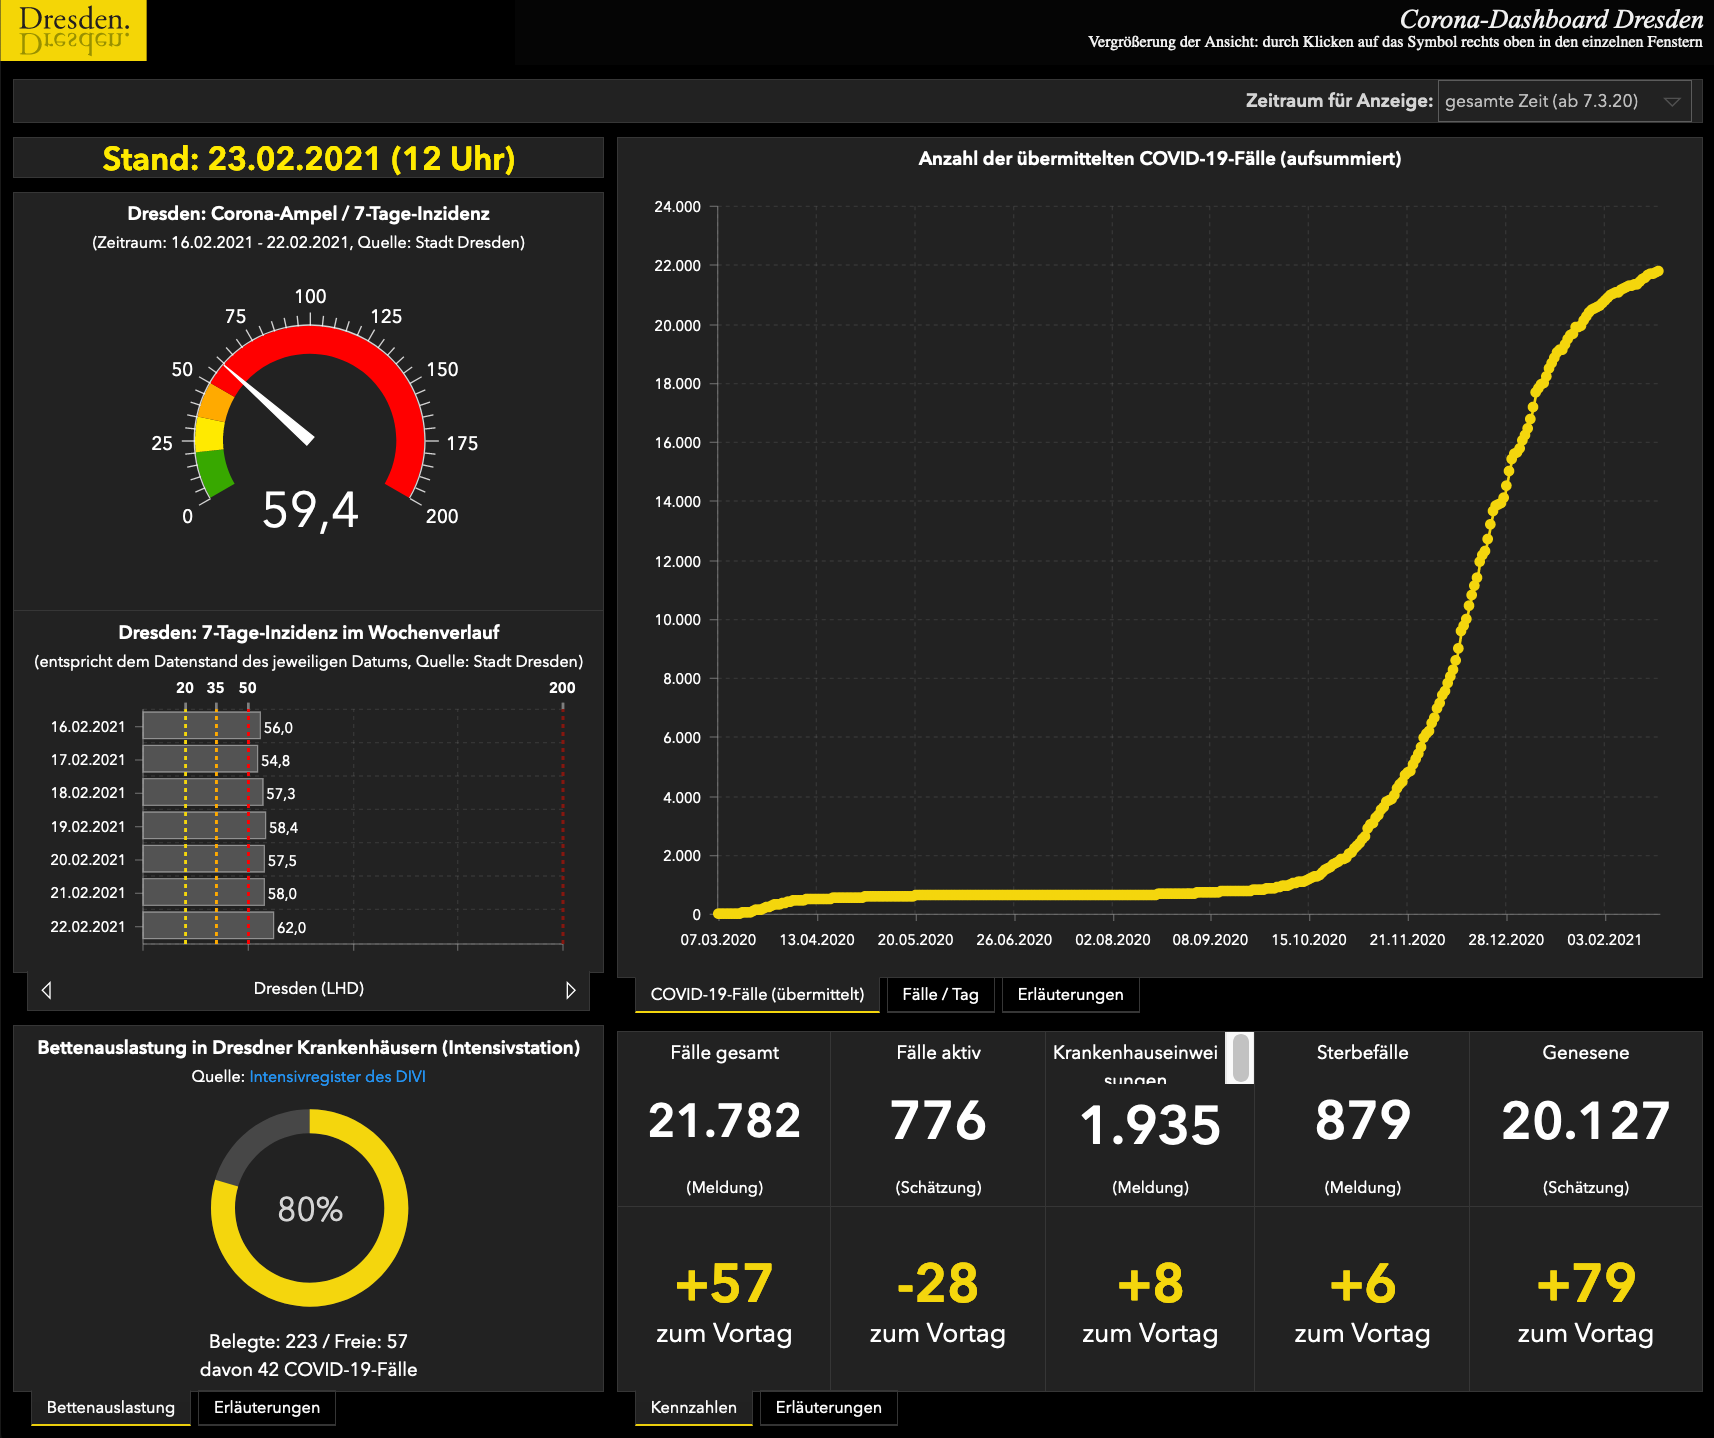 Dresden.
Dresden.
Corona-Dashboard Dresden
Vergrößerung der Ansicht: durch Klicken auf das Symbol rechts oben in den einzelnen Fenstern
Zeitraum für Anzeige: gesamte Zeit (ab 7.3.20)
Stand: 23.02.2021 (12 Uhr)
Dresden: Corona-Ampel / 7-Tage-Inzidenz
(Zeitraum: 16.02.2021 - 22.02.2021, Quelle: Stadt Dresden)
0
25
50
75
100
125
150
175
200
59,4
Dresden: 7-Tage-Inzidenz im Wochenverlauf
(entspricht dem Datenstand des jeweiligen Datums, Quelle: Stadt Dresden)
20 35 50 200
16.02.2021 56,0
17.02.2021 54,8
18.02.2021 57,3
19.02.2021 58,4
20.02.2021 57,5
21.02.2021 58,0
22.02.2021 62,0
Dresden (LHD)
Bettenauslastung in Dresdner Krankenhäusern (Intensivstation)
Quelle: Intensivregister des DIVI
80%
Belegte: 223 / Freie: 57
davon 42 COVID-19-Fälle
Bettenauslastung Erläuterungen
Anzahl der übermittelten COVID-19-Fälle (aufsummiert)
24.000
22.000
20.000
18.000
16.000
14.000
12.000
10.000
8.000
6.000
4.000
2.000
0
07.03.2020 13.04.2020 20.05.2020 26.06.2020 02.08.2020 08.09.2020 15.10.2020 21.11.2020 28.12.2020 03.02.2021
COVID-19-Fälle (übermittelt) Fälle / Tag Erläuterungen
Fälle gesamt
21.782
(Meldung)
+57
zum Vortag
Fälle aktiv
776
(Schätzung)
-28
zum Vortag
Krankenhauseinwei
sungen
1.935
(Meldung)
+8
zum Vortag
Sterbefälle
879
(Meldung)
+6
zum Vortag
Genesene
20.127
(Schätzung)
+79
zum Vortag
Kennzahlen Erläuterungen